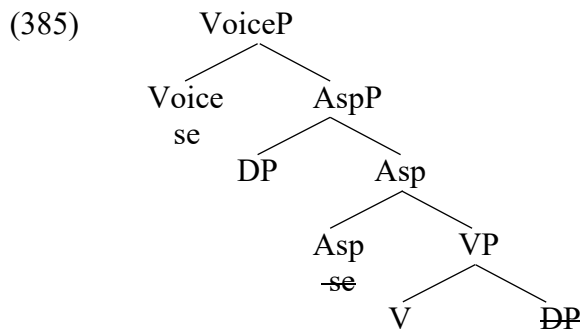 (385) VoiceP
Voice AspP
se
DP Asp
Asp VP
se
V DP